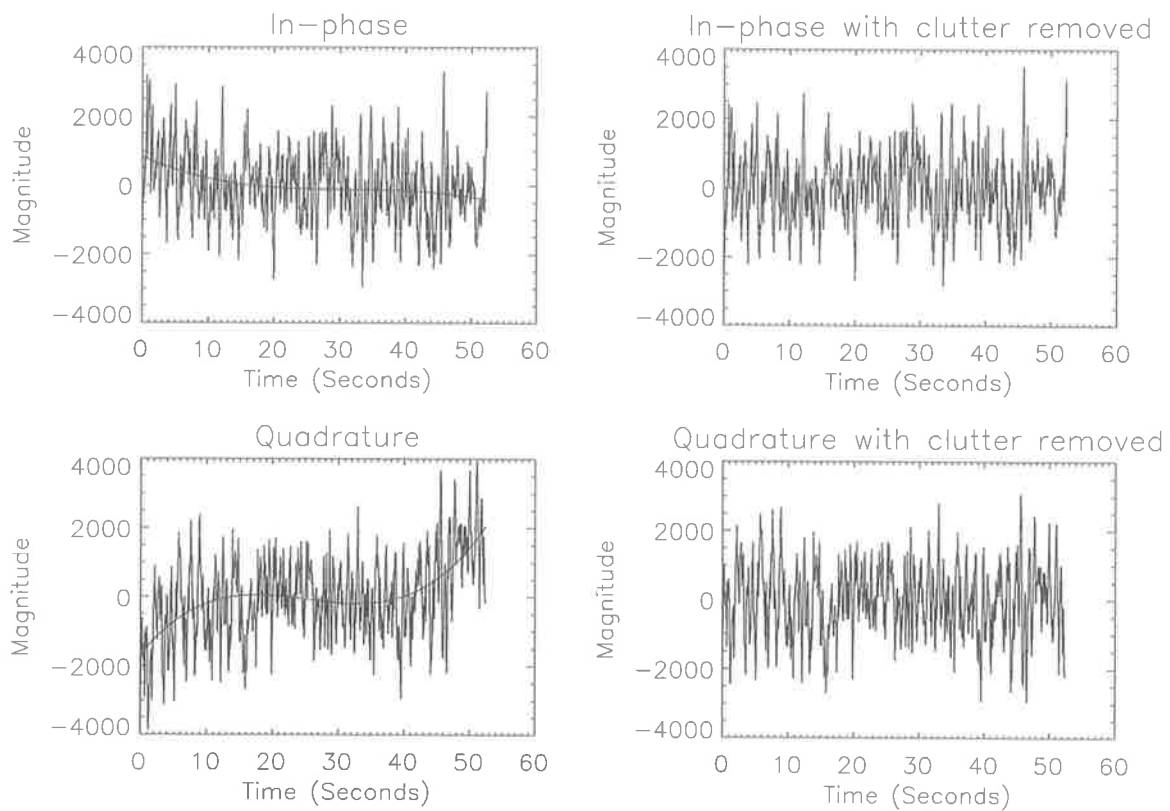 In-phase
4000
2000
0
-2000
-4000
Magnitude
0 10 20 30 40 50 60
Time (Seconds)
In-phase with clutter removed
4000
2000
0
-2000
-4000
Magnitude
0 10 20 30 40 50 60
Time (Seconds)
Quadrature
4000
2000
0
-2000
-4000
Magnitude
0 10 20 30 40 50 60
Time (Seconds)
Quadrature with clutter removed
4000
2000
0
-2000
-4000
Magnitude
0 10 20 30 40 50 60
Time (Seconds)